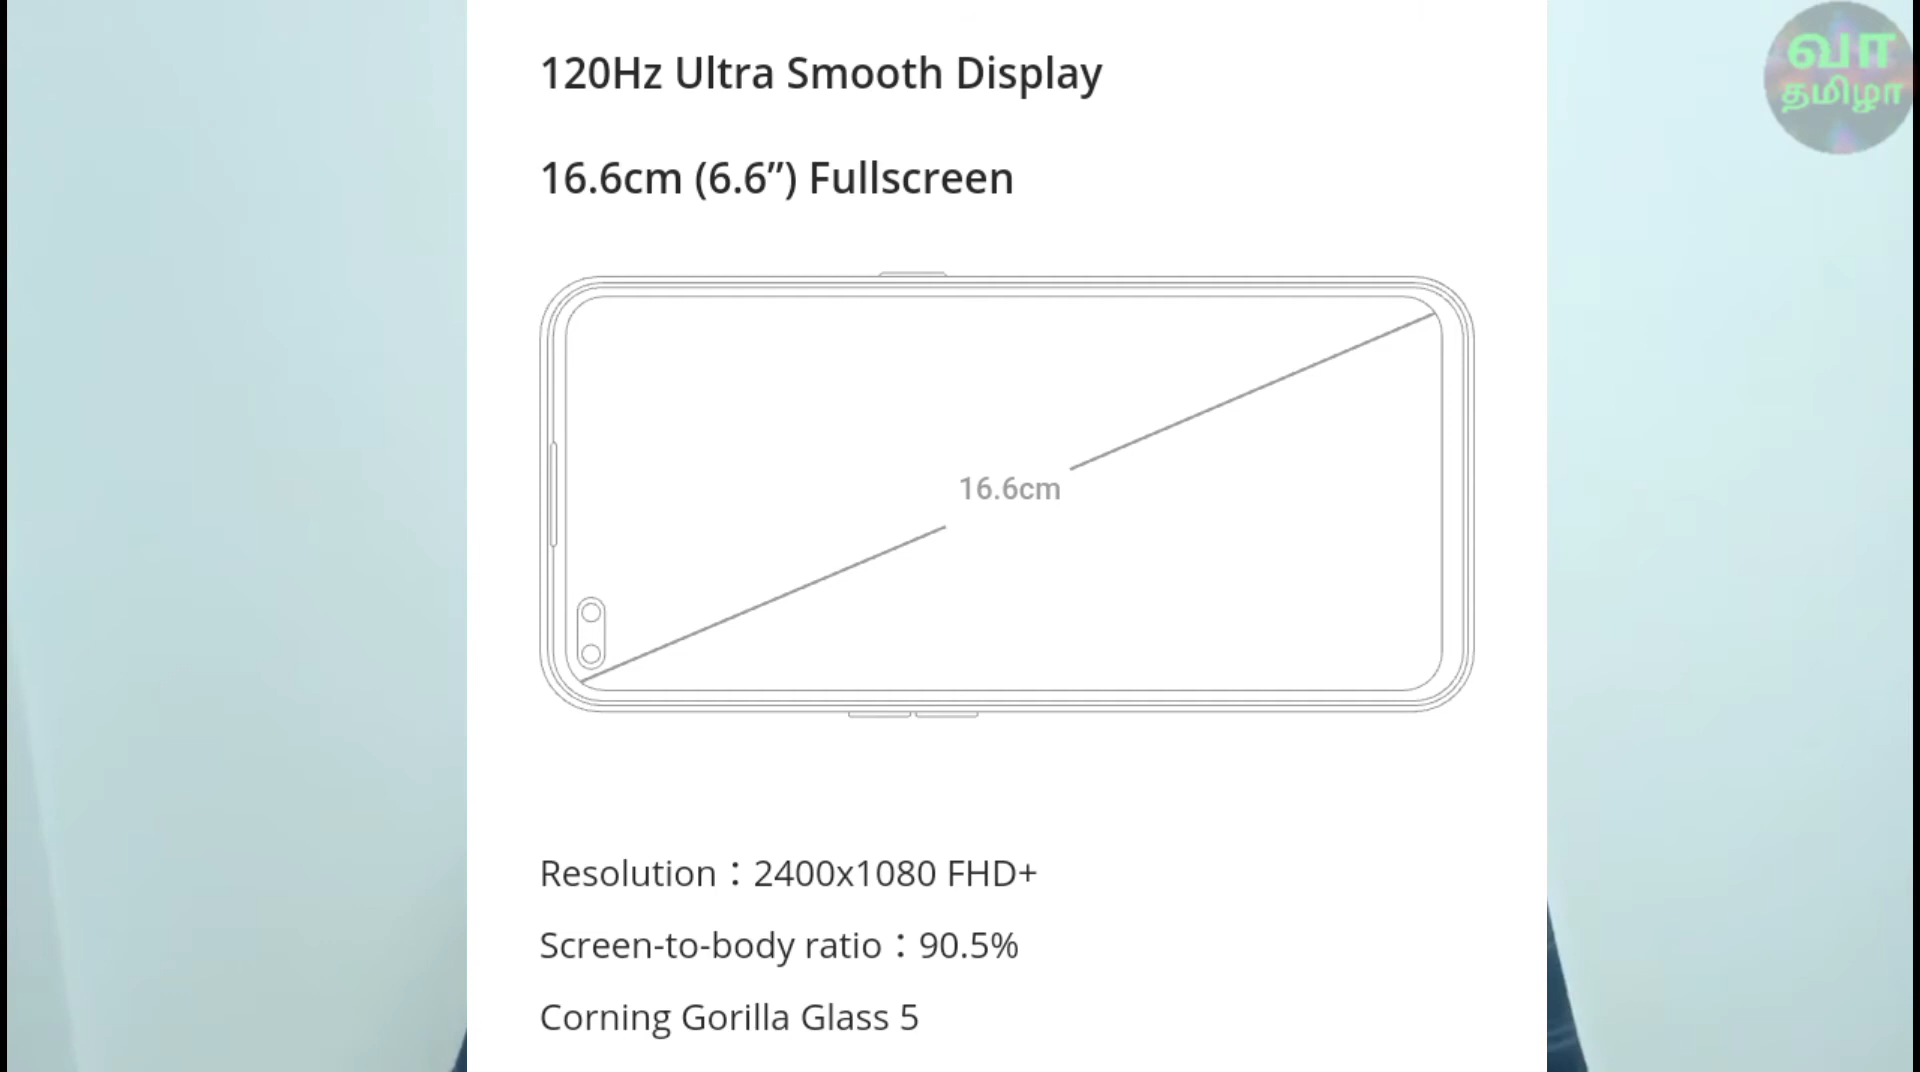 120Hz Ultra Smooth Display
வா
தமிழா
16.6cm (6.6”) Fullscreen
16.6cm
Resolution：2400x1080 FHD+
Screen-to-body ratio：90.5%
Corning Gorilla Glass 5